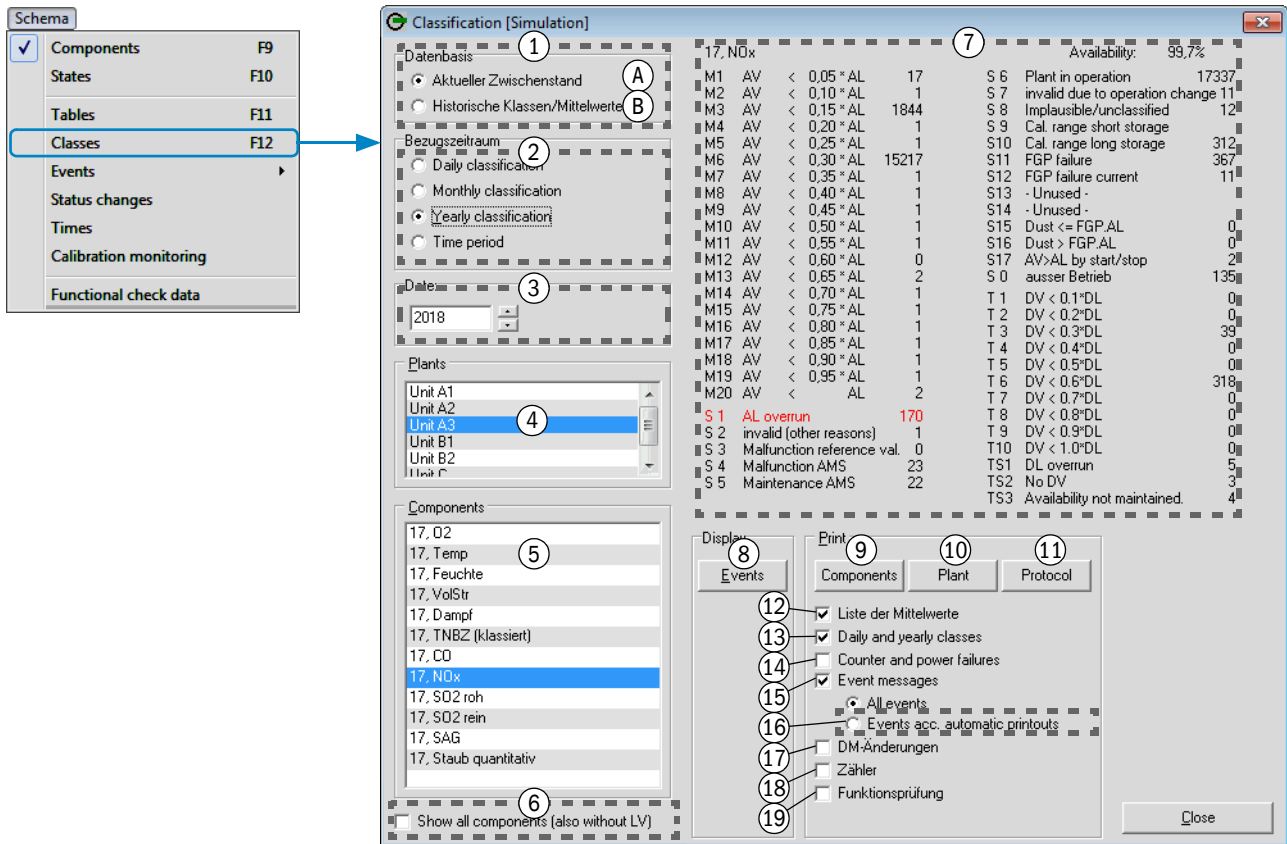 Schema
Components F9
States F10
Tables F11
Classes F12
Events
Status changes
Times
Calibration monitoring
Functional check data
Classification [Simulation]
1
Datenbasis
Aktueller Zwischenstand A
Historische Klassen/Mittelwerte B
Bezugszeitraum
2
Daily classification
Monthly classification
Yearly classification
Time period
Date:
3
2018
Plants
Unit A1
Unit A2
Unit A3
4
Unit B1
Unit B2
Unit C
Components
17, O2
17, Temp
5
17, Feuchte
17, VolStr
17, Dampf
17, TNBZ (klassiert)
17, CO
17, NOx
17, SO2 roh
17, SO2 rein
17, SAG
17, Staub quantitativ
6
Show all components (also without LV)
7
17, NOx Availability: 99,7%
M1 AV < 0,05 * AL 17
M2 AV < 0,10 * AL 1
M3 AV < 0,15 * AL 1844
M4 AV < 0,20 * AL 1
M5 AV < 0,25 * AL 1
M6 AV < 0,30 * AL 15217
M7 AV < 0,35 * AL 1
M8 AV < 0,40 * AL 1
M9 AV < 0,45 * AL 1
M10 AV < 0,50 * AL 1
M11 AV < 0,55 * AL 1
M12 AV < 0,60 * AL 0
M13 AV < 0,65 * AL 2
M14 AV < 0,70 * AL 1
M15 AV < 0,75 * AL 1
M16 AV < 0,80 * AL 1
M17 AV < 0,85 * AL 1
M18 AV < 0,90 * AL 1
M19 AV < 0,95 * AL 1
M20 AV < AL 2
S 1 AL overrun 170
S 2 invalid (other reasons) 1
S 3 Malfunction reference val. 0
S 4 Malfunction AMS 23
S 5 Maintenance AMS 22
S 6 Plant in operation 17337
S 7 invalid due to operation change 11
S 8 Implausible/unclassified 12
S 9 Cal. range short storage
S10 Cal. range long storage 312
S11 FGP failure 367
S12 FGP failure current 11
S13 - Unused -
S14 - Unused -
S15 Dust <= FGP.AL 0
S16 Dust > FGP.AL 0
S17 AV>AL by start/stop 2
S 0 ausser Betrieb 135
T 1 DV < 0.1*DL 0
T 2 DV < 0.2*DL 0
T 3 DV < 0.3*DL 39
T 4 DV < 0.4*DL 0
T 5 DV < 0.5*DL 0
T 6 DV < 0.6*DL 318
T 7 DV < 0.7*DL 0
T 8 DV < 0.8*DL 0
T 9 DV < 0.9*DL 0
T10 DV < 1.0*DL 0
TS1 DL overrun 5
TS2 No DV 3
TS3 Availability not maintained. 4
Display
8
Events
Print
9 10 11
Components Plant Protocol
12 Liste der Mittelwerte
13 Daily and yearly classes
14 Counter and power failures
15 Event messages
All events
16 Events acc. automatic printouts
17 DM-Änderungen
18 Zähler
19 Funktionsprüfung
Close